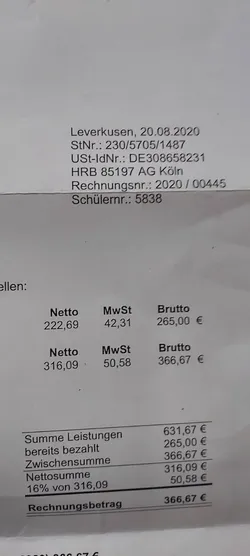 Leverkusen, 20.08.2020
StNr.: 230/5705/1487
USt-IdNr.: DE308658231
HRB 85197 AG Köln
Rechnungsnr.: 2020 / 00445
Schülernr.: 5838
ellen:
Netto MwSt Brutto
222,69 42,31 265,00 €
Netto MwSt Brutto
316,09 50,58 366,67 €
Summe Leistungen 631,67 €
bereits bezahlt 265,00 €
Zwischensumme 366,67 €
Nettosumme 316,09 €
16% von 316,09 50,58 €
Rechnungsbetrag 366,67 €